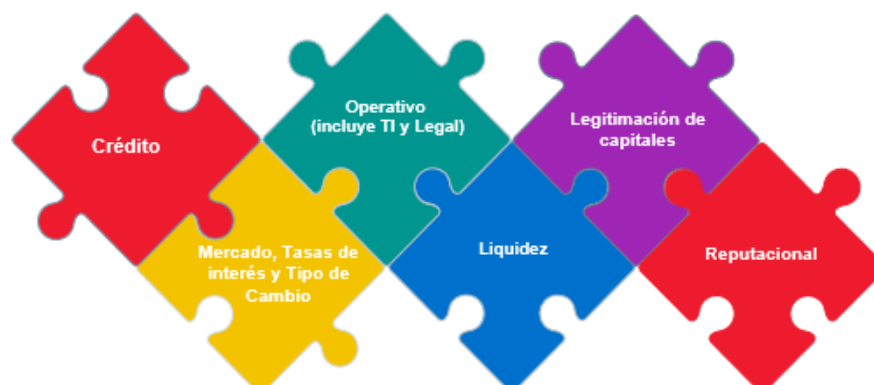 Crédito
Mercado, Tasas de
interés y Tipo de
Cambio
Operativo
(incluye TI y Legal)
Liquidez
Legitimación de
capitales
Reputacional